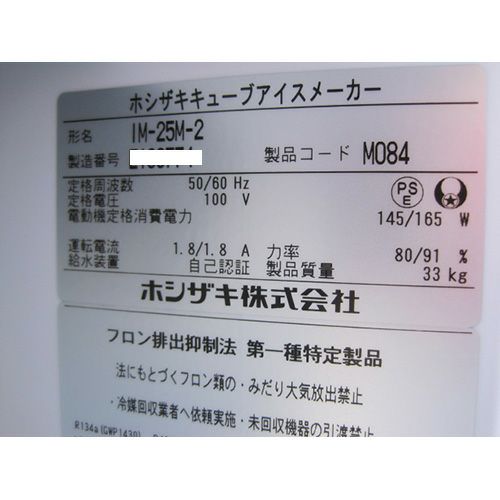 ホシザキキューブアイスメーカー
形名 IM-25M-2
製造番号
製品コード M084
定格周波数 50/60 Hz
定格電圧 100 V
電動機定格消費電力 145/165 W
PS E
運転電流 1.8/1.8 A 力率 80/91 %
給水装置 自己認証 製品質量 33 kg
ホシザキ株式会社
フロン排出抑制法 第一種特定製品
法にもとづくフロン類の・みだり大気放出禁止
・冷媒回収業者へ依頼実施・未回収機器の引渡禁止
R134a(GWP1430)